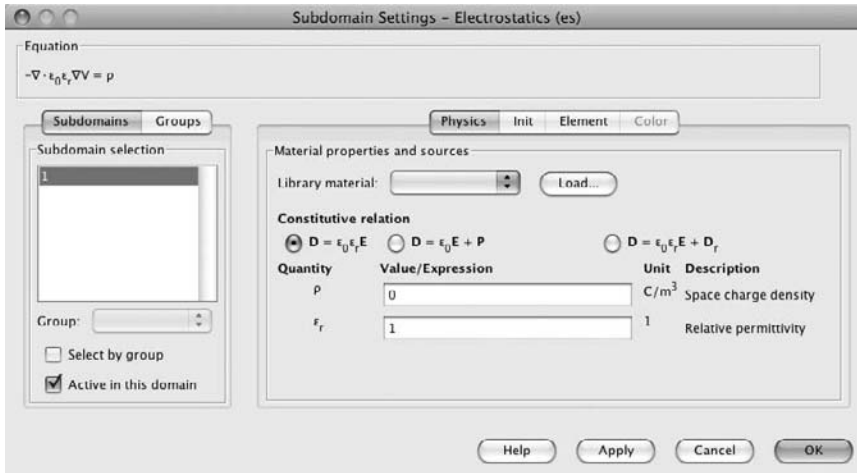 Subdomain Settings – Electrostatics (es)
Equation
-∇ · ε₀εᵣ∇V = ρ
Subdomains Groups
Subdomain selection
1
Group:
Select by group
Active in this domain
Physics Init Element Color
Material properties and sources
Library material: Load...
Constitutive relation
D = ε₀εᵣE D = ε₀E + P D = ε₀εᵣE + Dᵣ
Quantity Value/Expression Unit Description
ρ 0 C/m³ Space charge density
εᵣ 1 1 Relative permittivity
Help Apply Cancel OK